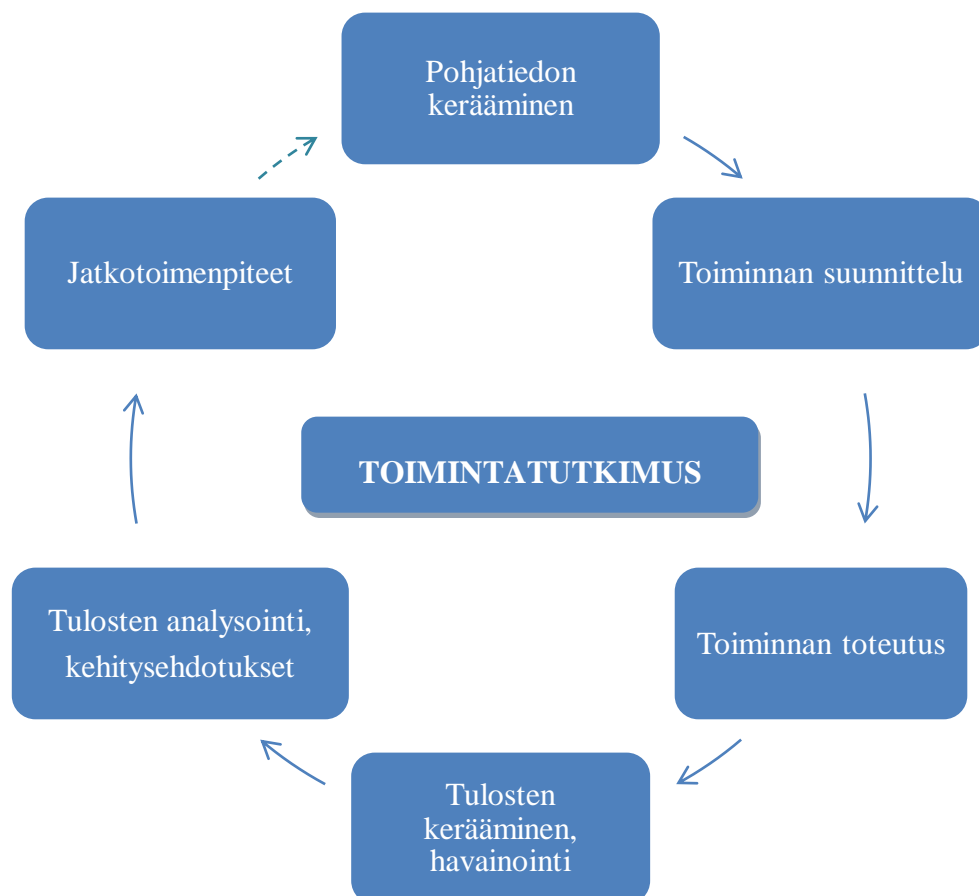 Pohjatiedon
kerääminen
Toiminnan suunnittelu
Toiminnan toteutus
Tulosten
kerääminen,
havainointi
Tulosten analysointi,
kehitysehdotukset
Jatkotoimenpiteet
TOIMINTATUTKIMUS